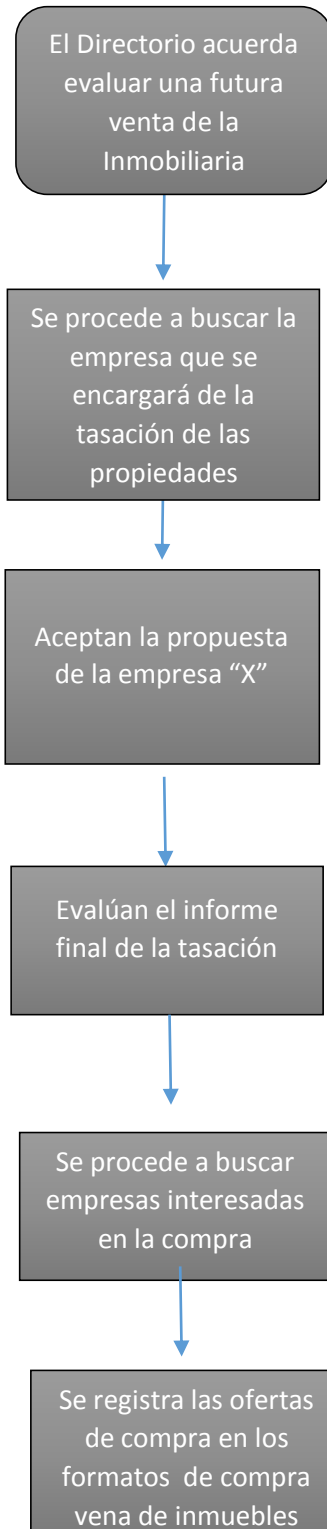 El Directorio acuerda
evaluar una futura
venta de la
Inmobiliaria
Se procede a buscar la
empresa que se
encargará de la
tasación de las
propiedades
Aceptan la propuesta
de la empresa “X”
Evalúan el informe
final de la tasación
Se procede a buscar
empresas interesadas
en la compra
Se registra las ofertas
de compra en los
formatos de compra
vena de inmuebles